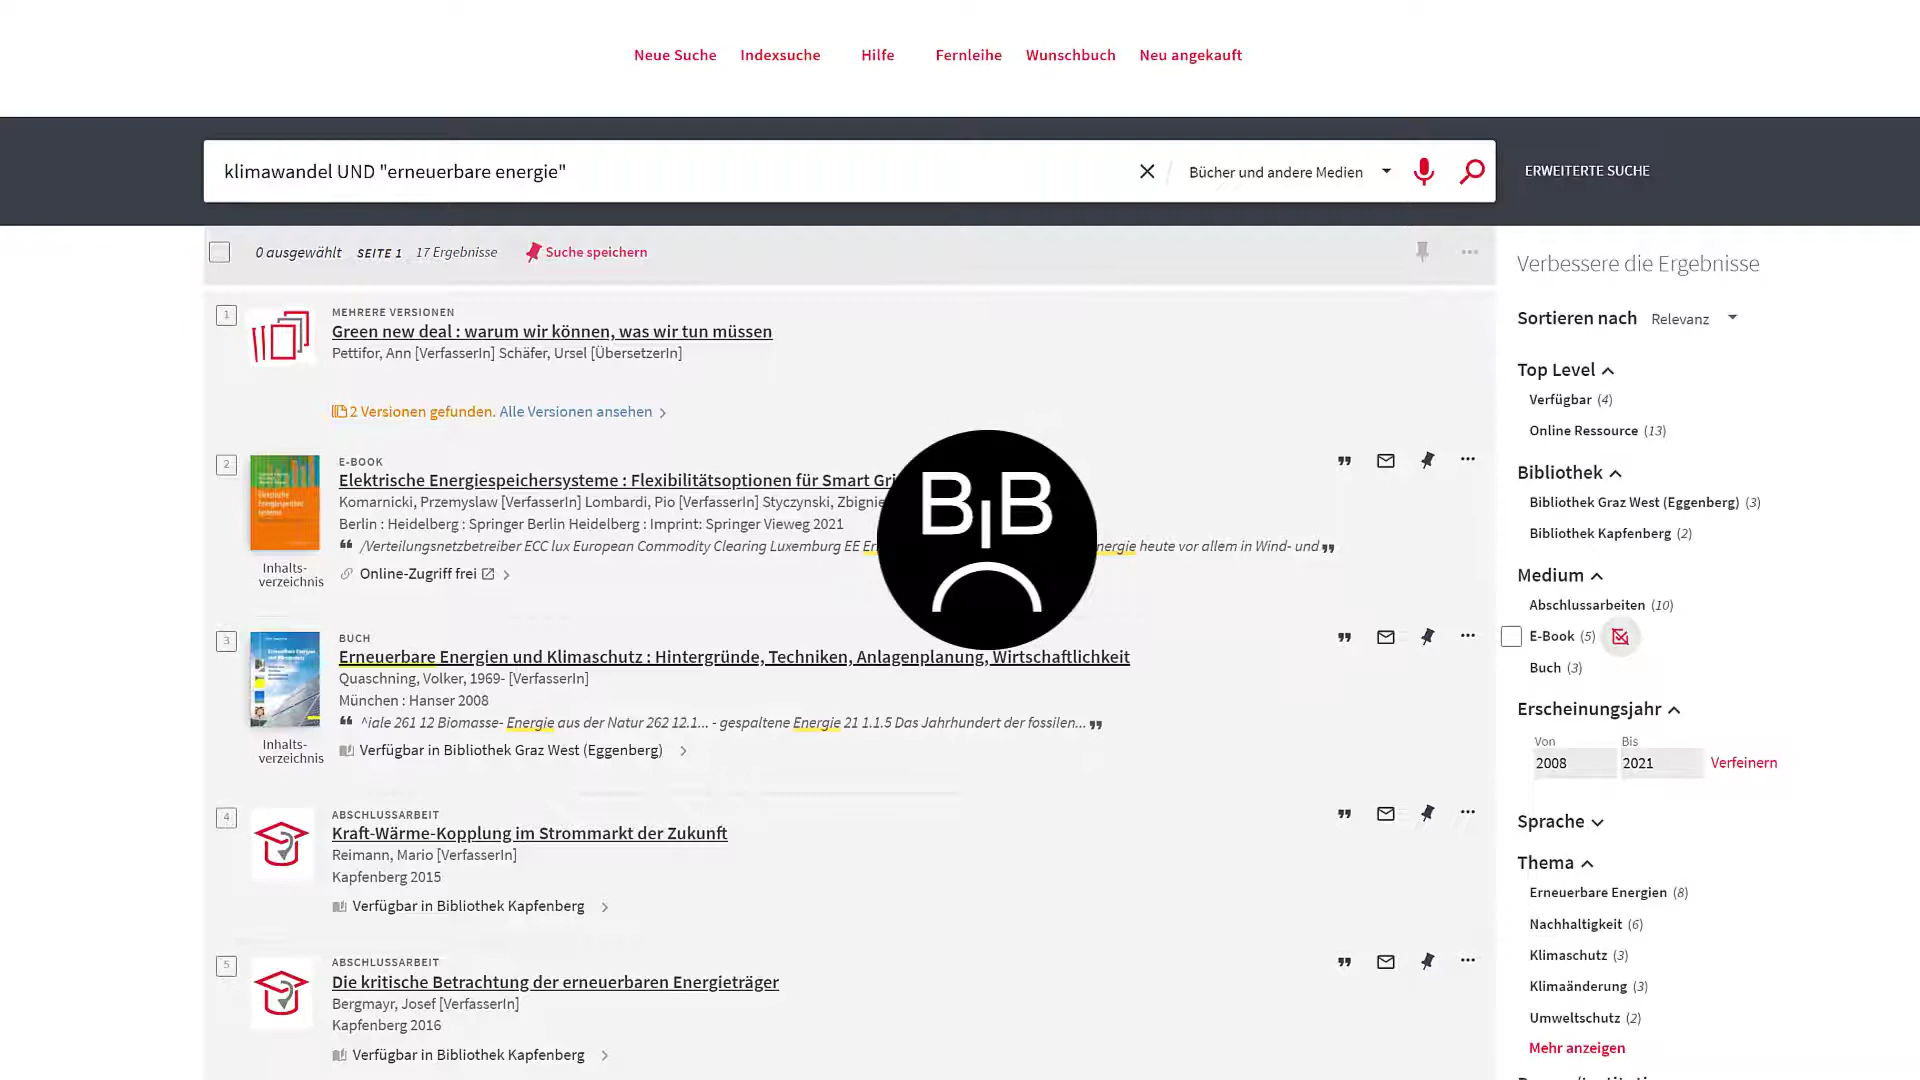 Neue Suche Indexsuche Hilfe Fernleihe Wunschbuch Neu angekauft
klimawandel UND "erneuerbare energie"
Bücher und andere Medien
ERWEITERTE SUCHE
0 ausgewählt SEITE 1 17 Ergebnisse Suche speichern
1
MEHRERE VERSIONEN
Green new deal : warum wir können, was wir tun müssen
Pettifor, Ann [VerfasserIn] Schäfer, Ursel [ÜbersetzerIn]
2 Versionen gefunden. Alle Versionen ansehen
2
E-BOOK
Elektrische Energiespeichersysteme : Flexibilitätsoptionen für Smart
Komarnicki, Przemyslaw [VerfasserIn] Lombardi, Pio [VerfasserIn] Styczynski,
Berlin : Heidelberg : Springer Berlin Heidelberg : Imprint: Springer Vieweg 2021
/Verteilungsnetzbetreiber ECC lux European Commodity Clearing Luxemburg EE heute vor allem in Wind- und
Inhalts-
verzeichnis
Online-Zugriff frei
BIB
3
BUCH
Erneuerbare Energien und Klimaschutz : Hintergründe, Techniken, Anlagenplanung, Wirtschaftlichkeit
Quaschning, Volker, 1969- [VerfasserIn]
München : Hanser 2008
^iale 261 12 Biomasse- Energie aus der Natur 262 12.1... - gespaltene Energie 21 1.1.5 Das Jahrhundert der fossilen...
Inhalts-
verzeichnis
Verfügbar in Bibliothek Graz West (Eggenberg)
4
ABSCHLUSSARBEIT
Kraft-Wärme-Kopplung im Strommarkt der Zukunft
Reimann, Mario [VerfasserIn]
Kapfenberg 2015
Verfügbar in Bibliothek Kapfenberg
5
ABSCHLUSSARBEIT
Die kritische Betrachtung der erneuerbaren Energieträger
Bergmayr, Josef [VerfasserIn]
Kapfenberg 2016
Verfügbar in Bibliothek Kapfenberg
Verbessere die Ergebnisse
Sortieren nach Relevanz
Top Level
Verfügbar (4)
Online Ressource (13)
Bibliothek
Bibliothek Graz West (Eggenberg) (3)
Bibliothek Kapfenberg (2)
Medium
Abschlussarbeiten (10)
E-Book (5)
Buch (3)
Erscheinungsjahr
Von Bis
2008 2021 Verfeinern
Sprache
Thema
Erneuerbare Energien (8)
Nachhaltigkeit (6)
Klimaschutz (3)
Klimaänderung (3)
Umweltschutz (2)
Mehr anzeigen